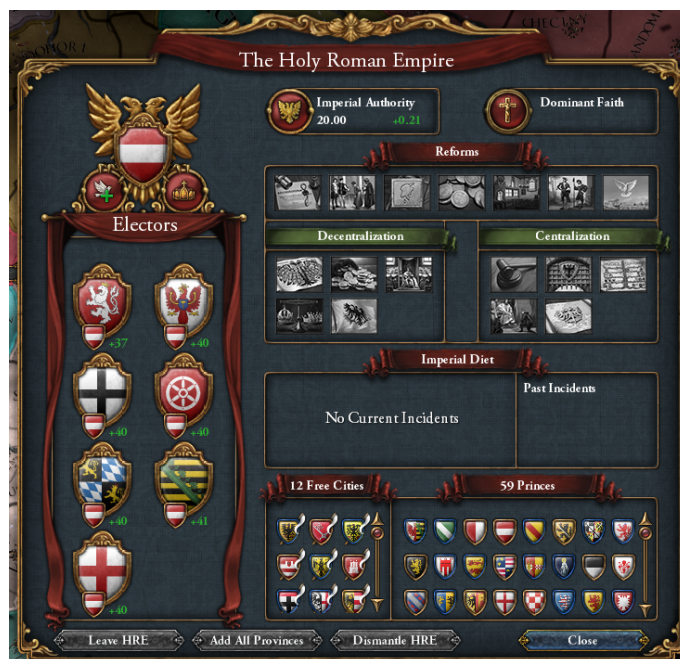 The Holy Roman Empire
Imperial Authority
20.00 +0.21
Dominant Faith
Reforms
Electors
Decentralization
Centralization
+37
+40
Imperial Diet
+40
+40
No Current Incidents
Past Incidents
+40
+41
12 Free Cities
59 Princes
+40
Leave HRE
Add All Provinces
Dismantle HRE
Close